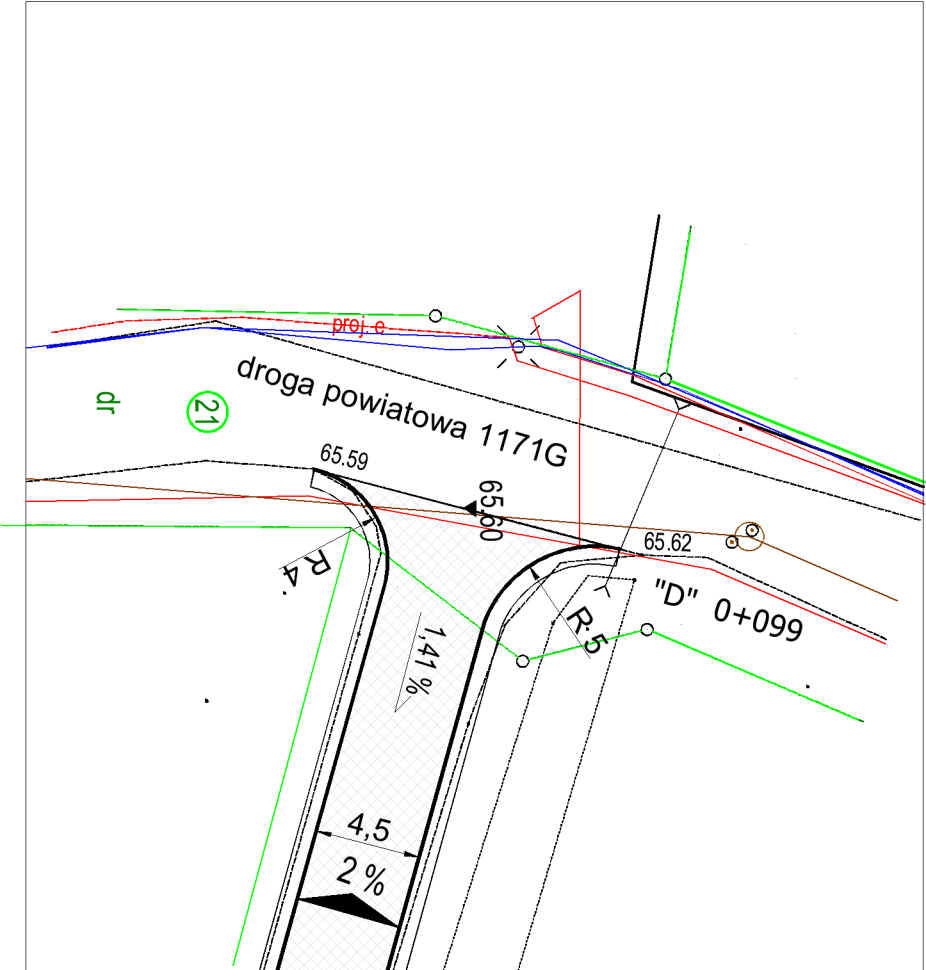 proj. e
droga powiatowa 1171G
dr
21
65.59
65.60
65.62
R 4
R 5
"D" 0+099
1,41 %
4,5
2 %